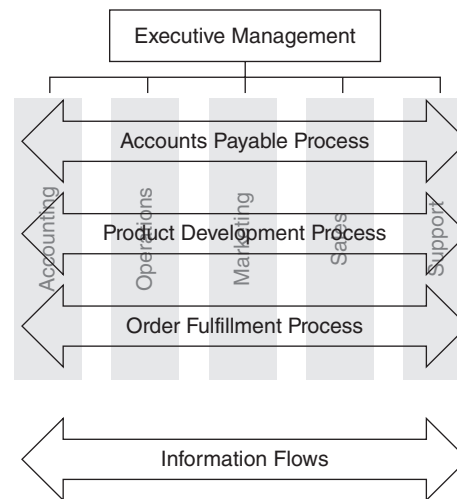 Executive Management
Accounts Payable Process
Accounting
Operations
Marketing
Sales
Support
Product Development Process
Order Fulfillment Process
Information Flows